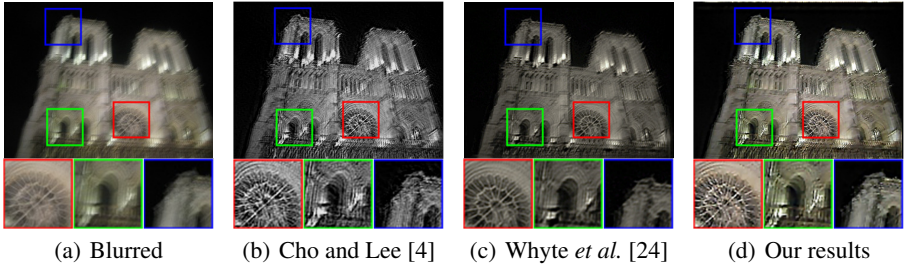 (a) Blurred
(b) Cho and Lee [4]
(c) Whyte et al. [24]
(d) Our results